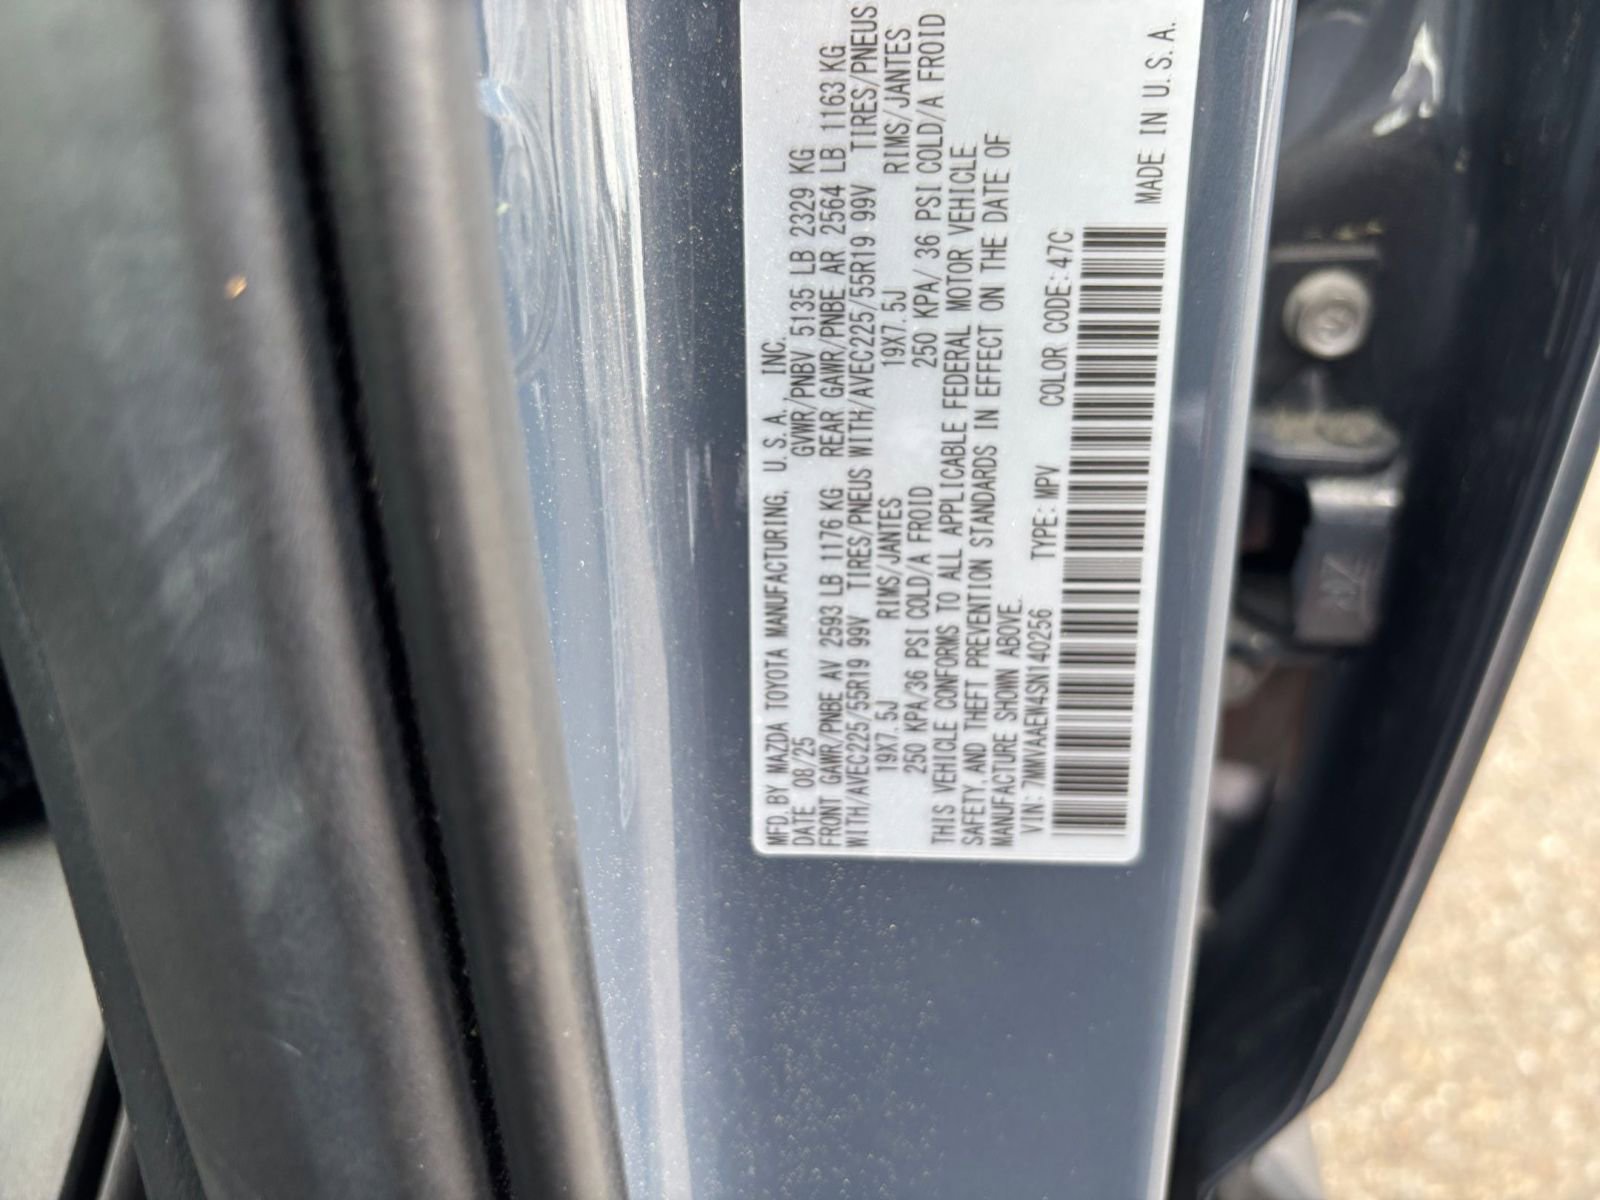 MFD. BY MAZDA TOYOTA MANUFACTURING, U.S.A., INC.
DATE 08/25 GVWR/PNBV 5135 LB 2329 KG
FRONT GAWR/PNBE AV 2593 LB 1176 KG REAR GAWR/PNBE AR 2564 LB 1163 KG
WITH/AVEC225/55R19 99V TIRES/PNEUS WITH/AVEC225/55R19 99V TIRES/PNEUS
19X7.5J RIMS/JANTES 19X7.5J RIMS/JANTES
250 KPA/36 PSI COLD/A FROID 250 KPA/ 36 PSI COLD/A FROID
THIS VEHICLE CONFORMS TO ALL APPLICABLE FEDERAL MOTOR VEHICLE
SAFETY, AND THEFT PREVENTION STANDARDS IN EFFECT ON THE DATE OF
MANUFACTURE SHOWN ABOVE.
VIN: 7MMVAAEN4SN140256 TYPE: MPV COLOR CODE: 47C
MADE IN U.S.A.